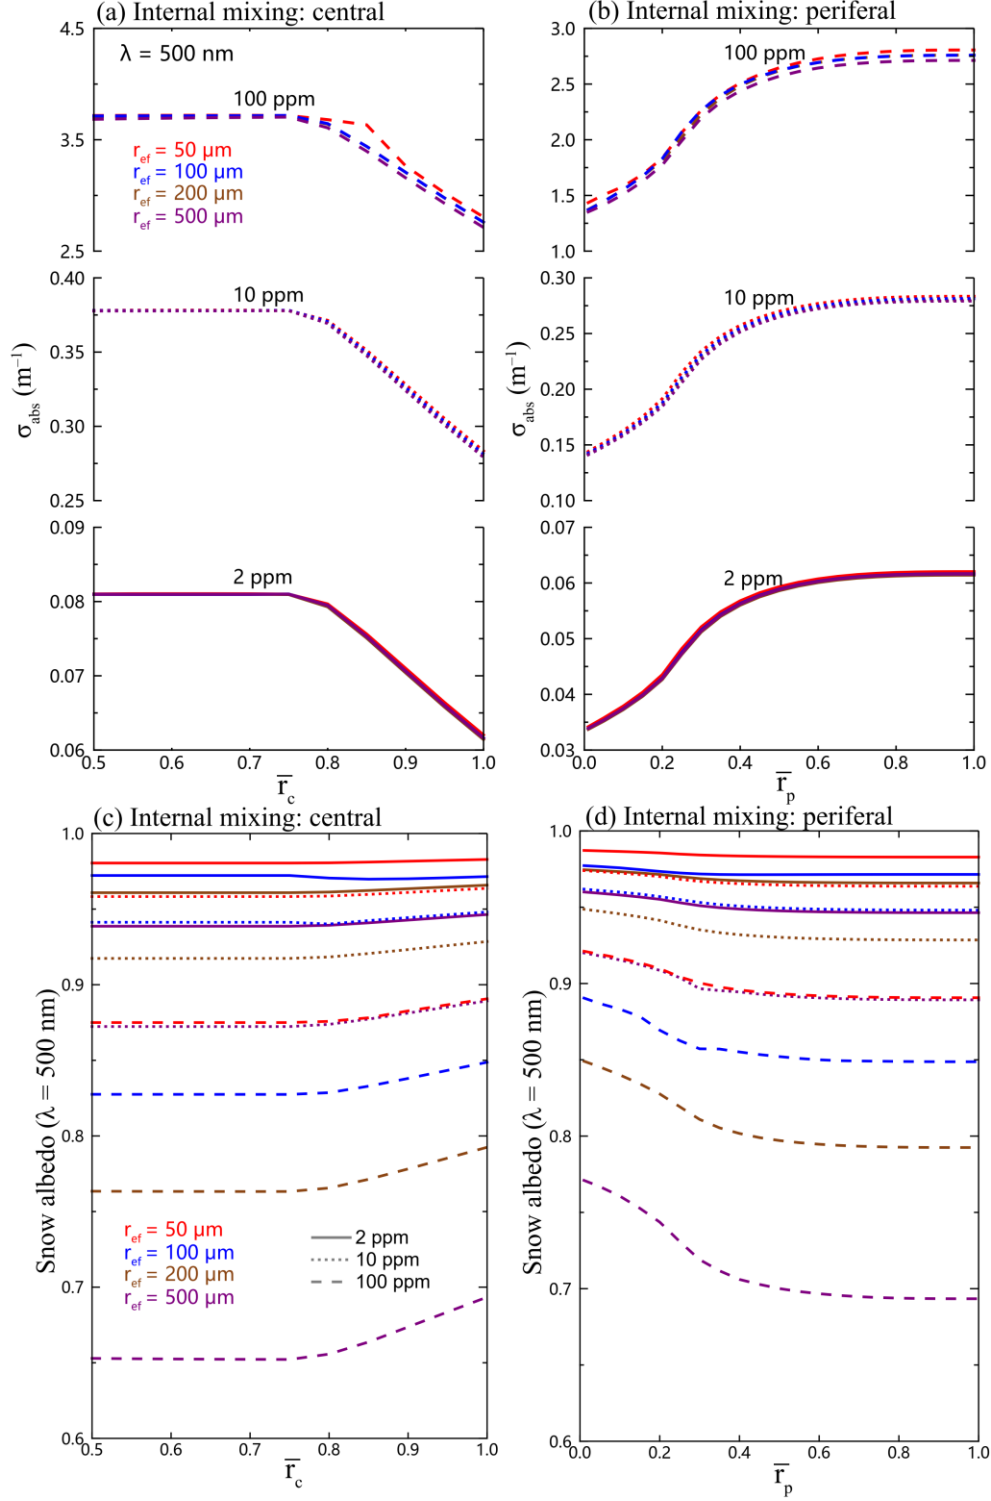 (a) Internal mixing: central
4.5
λ = 500 nm
100 ppm
3.5
r_ef = 50 μm
r_ef = 100 μm
r_ef = 200 μm
r_ef = 500 μm
2.5
0.40
10 ppm
0.35
0.30
0.25
σ_abs (m⁻¹)
0.09
2 ppm
0.08
0.07
0.06
0.5 0.6 0.7 0.8 0.9 1.0
r̅_c
(b) Internal mixing: periferal
3.0
100 ppm
2.5
2.0
1.5
1.0
0.30
10 ppm
0.25
0.20
0.15
0.10
σ_abs (m⁻¹)
0.07
0.06
2 ppm
0.05
0.04
0.03
0.0 0.2 0.4 0.6 0.8 1.0
r̅_p
(c) Internal mixing: central
1.0
0.9
0.8
0.7
0.6
Snow albedo (λ = 500 nm)
r_ef = 50 μm
r_ef = 100 μm
r_ef = 200 μm
r_ef = 500 μm
2 ppm
10 ppm
100 ppm
0.5 0.6 0.7 0.8 0.9 1.0
r̅_c
(d) Internal mixing: periferal
1.0
0.9
0.8
0.7
0.6
Snow albedo (λ = 500 nm)
0.0 0.2 0.4 0.6 0.8 1.0
r̅_p